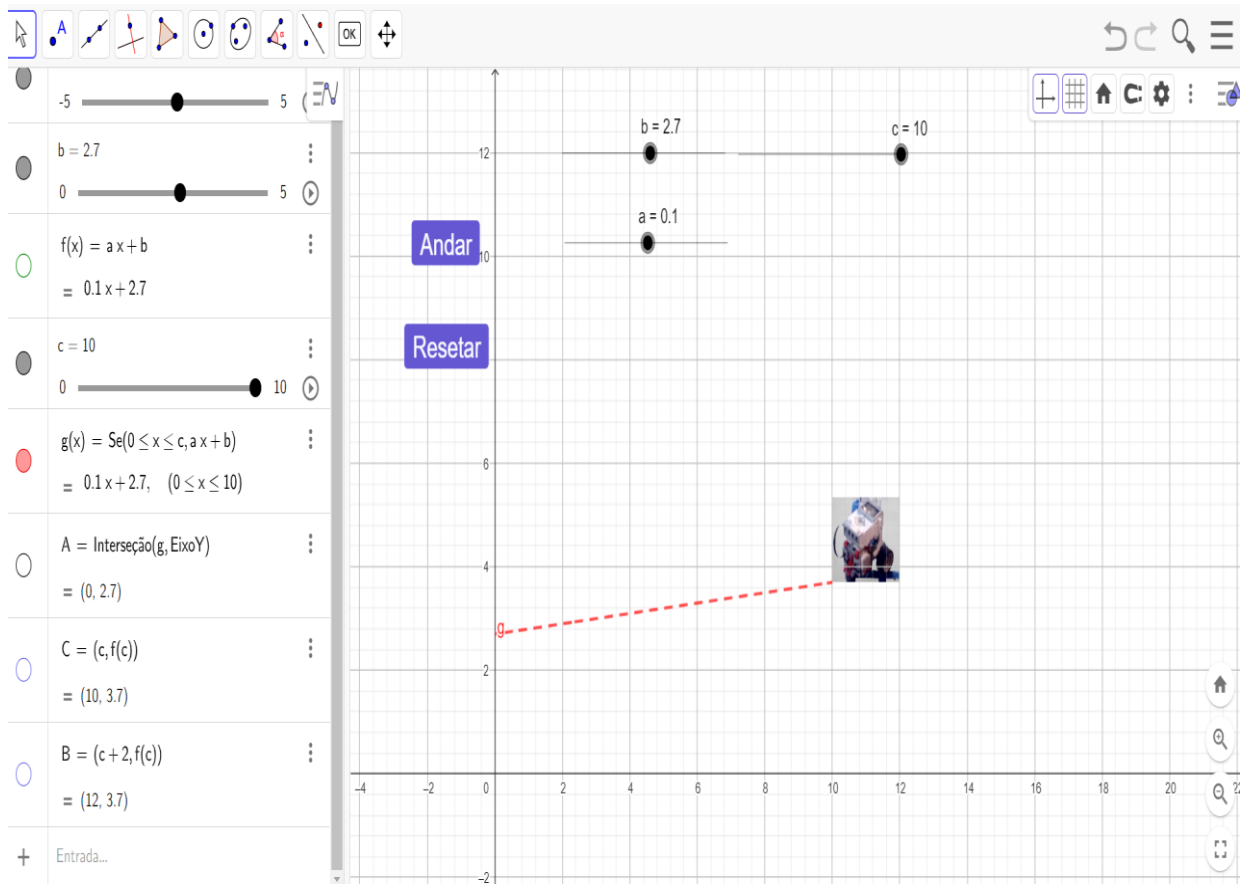 A
α
OK
-5
5
b = 2.7
0
5
f(x) = a x + b
= 0.1 x + 2.7
c = 10
0
10
g(x) = Se(0 ≤ x ≤ c, a x + b)
= 0.1 x + 2.7, (0 ≤ x ≤ 10)
A = Interseção(g, EixoY)
= (0, 2.7)
C = (c, f(c))
= (10, 3.7)
B = (c + 2, f(c))
= (12, 3.7)
Entrada...
b = 2.7
c = 10
12
a = 0.1
Andar
10
Resetar
6
4
g
2
-4
-2
0
2
4
6
8
10
12
14
16
18
20
22
-2